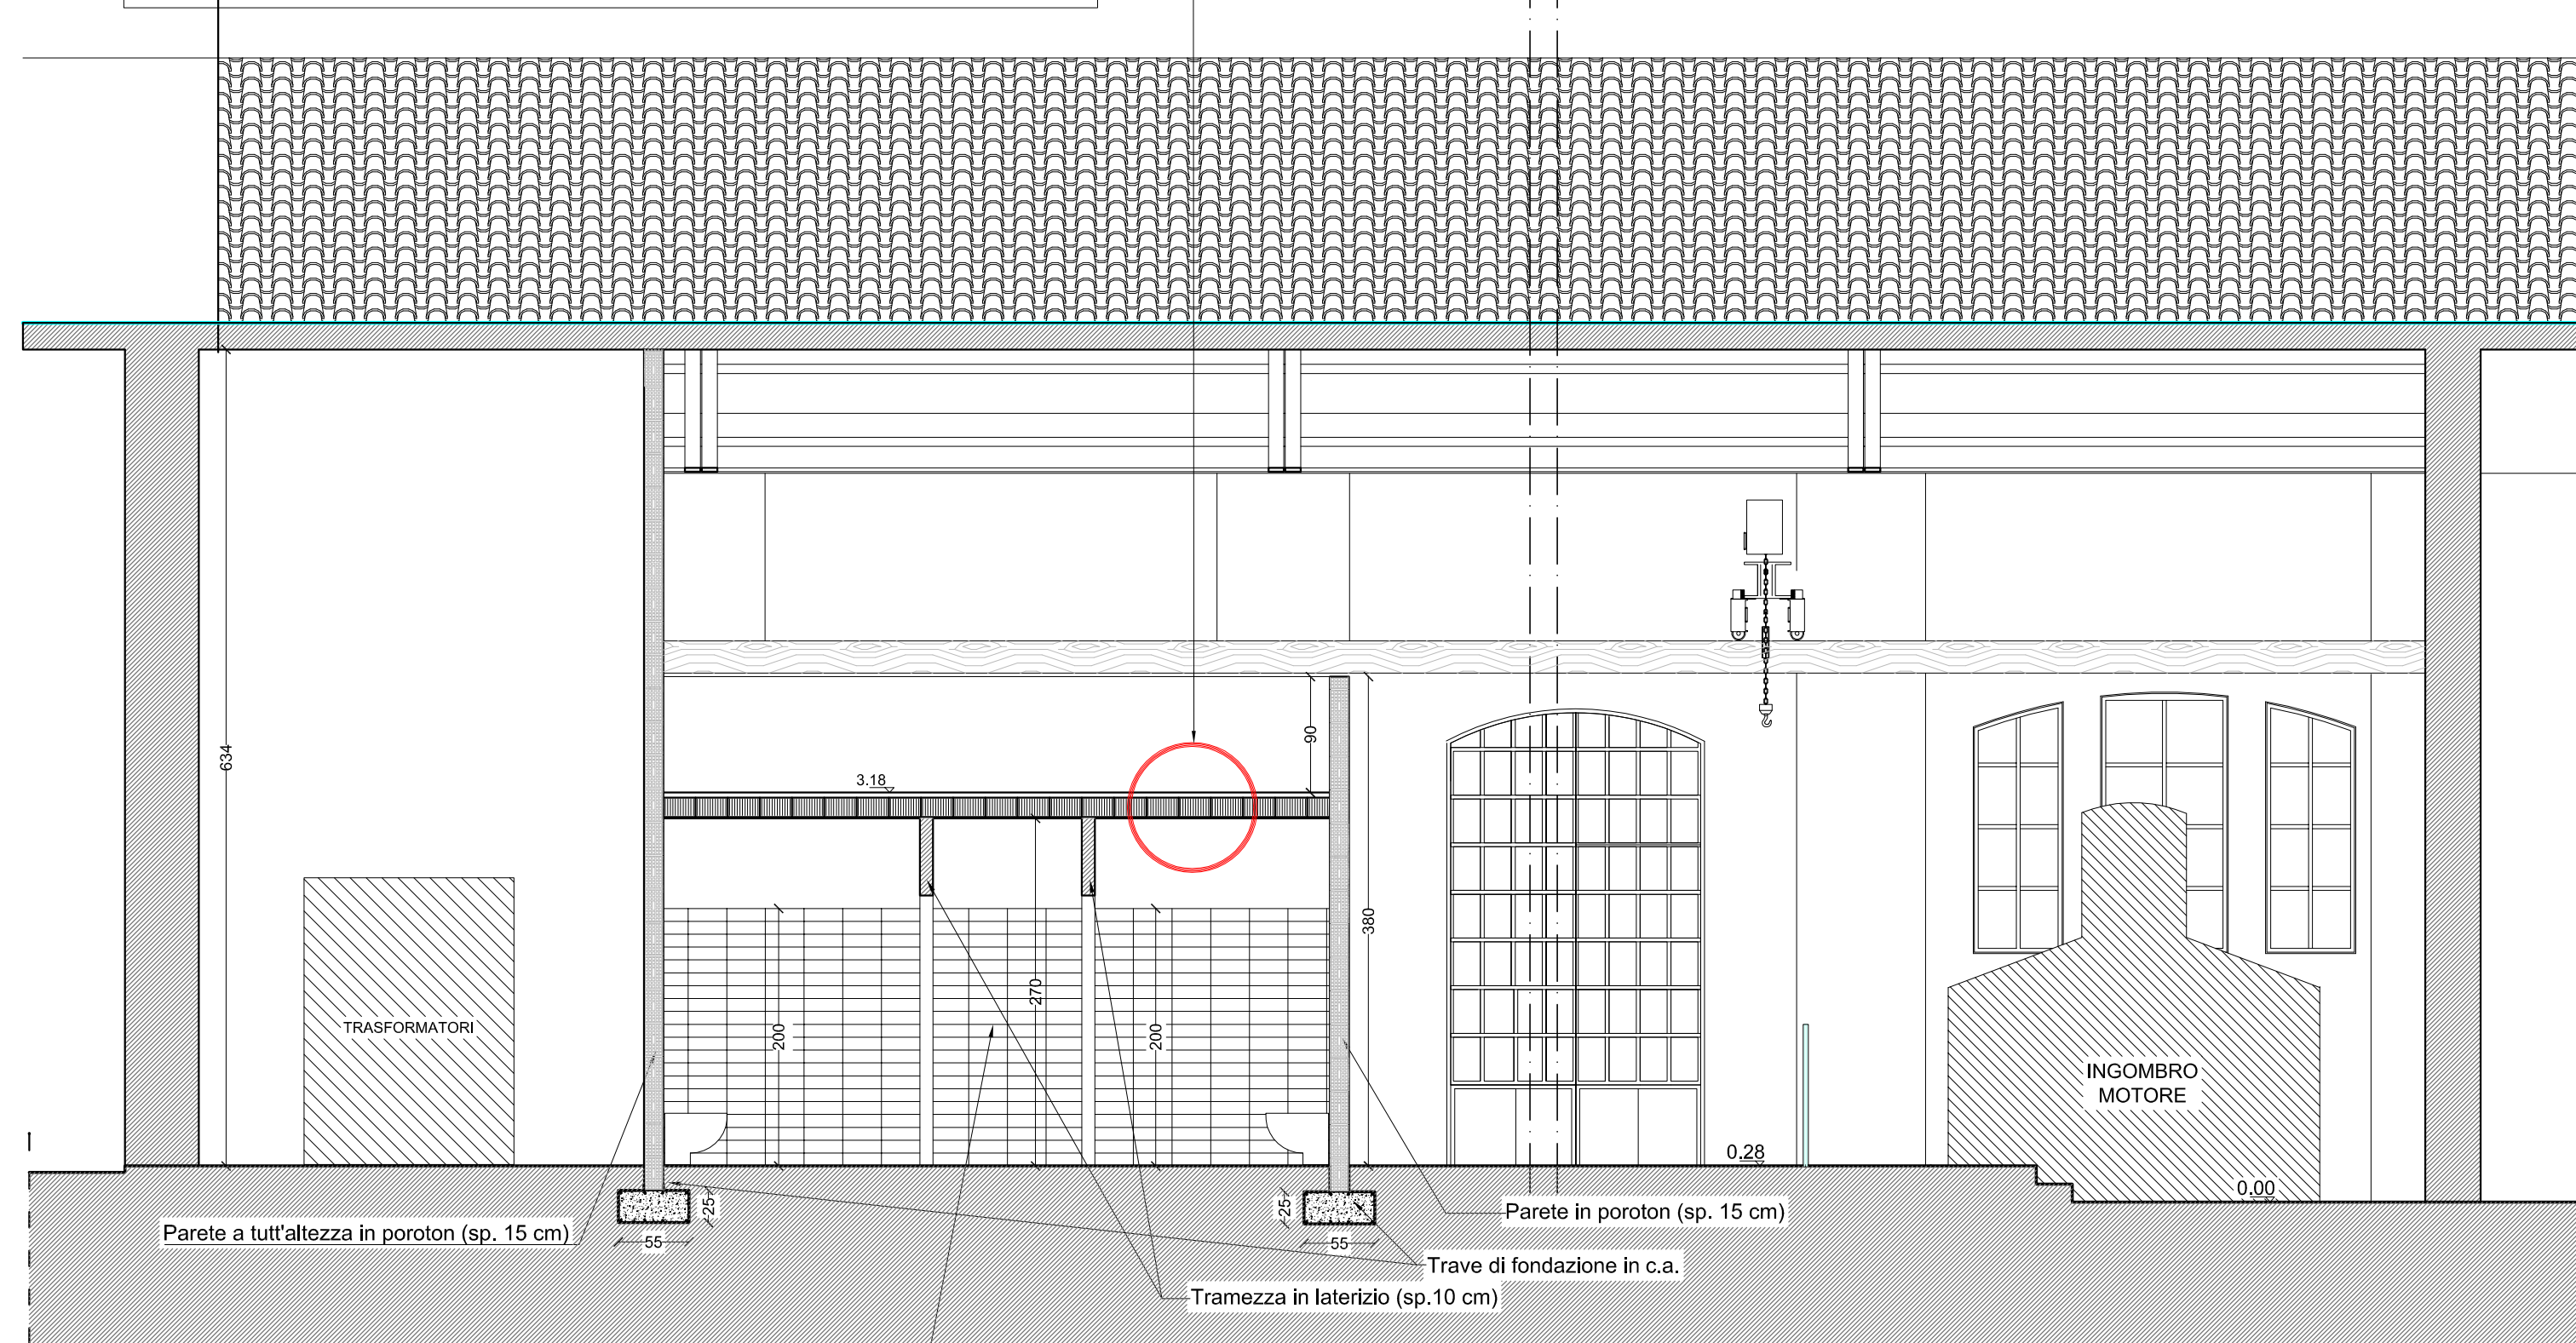 634
90
3.18
380
270
200
200
TRASFORMATORI
INGOMBRO
MOTORE
0.28
0.00
25
25
55
55
Parete a tutt'altezza in poroton (sp. 15 cm)
Parete in poroton (sp. 15 cm)
Trave di fondazione in c.a.
Tramezza in laterizio (sp.10 cm)